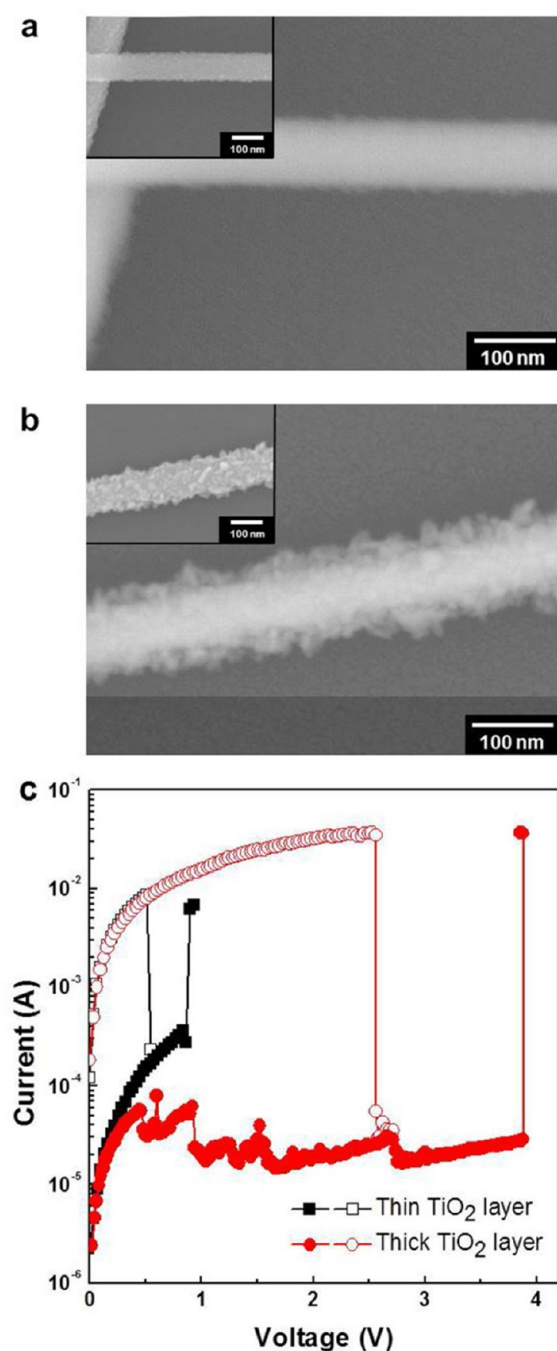 a
100 nm
100 nm
b
100 nm
100 nm
c
10⁻¹
10⁻²
10⁻³
10⁻⁴
10⁻⁵
10⁻⁶
Current (A)
Thin TiO₂ layer
Thick TiO₂ layer
0 1 2 3 4
Voltage (V)